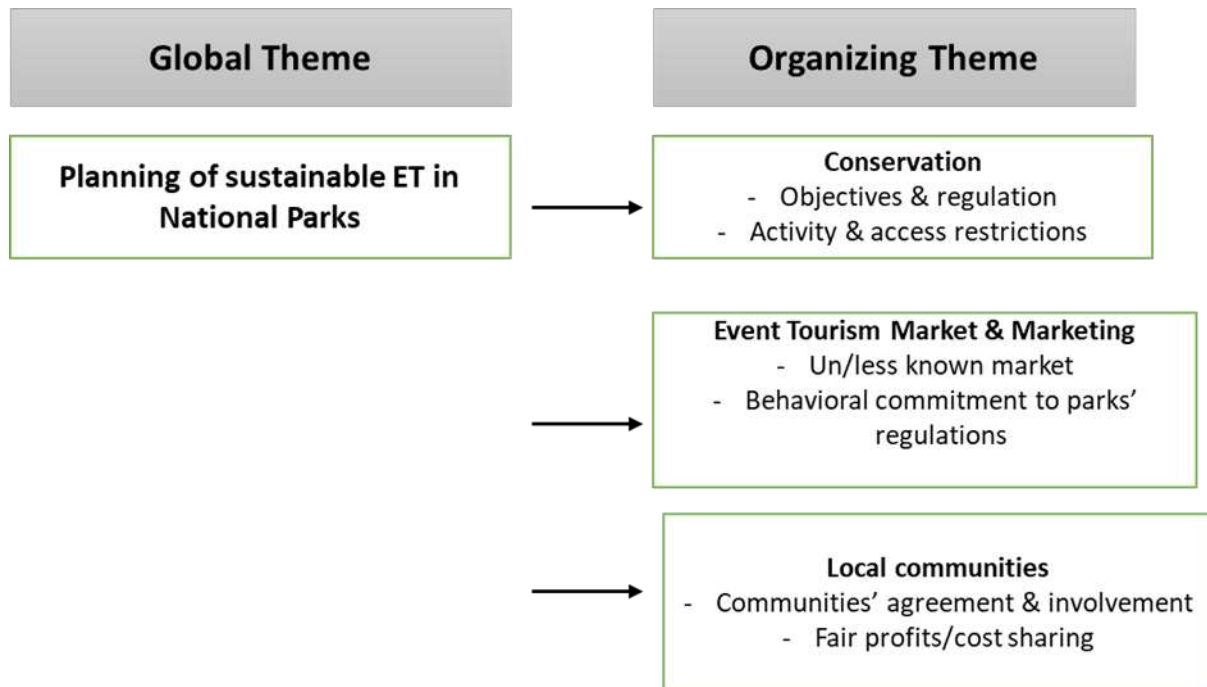 Global Theme
Organizing Theme
Planning of sustainable ET in
National Parks
Conservation
- Objectives & regulation
- Activity & access restrictions
Event Tourism Market & Marketing
- Un/less known market
- Behavioral commitment to parks’
regulations
Local communities
- Communities’ agreement & involvement
- Fair profits/cost sharing